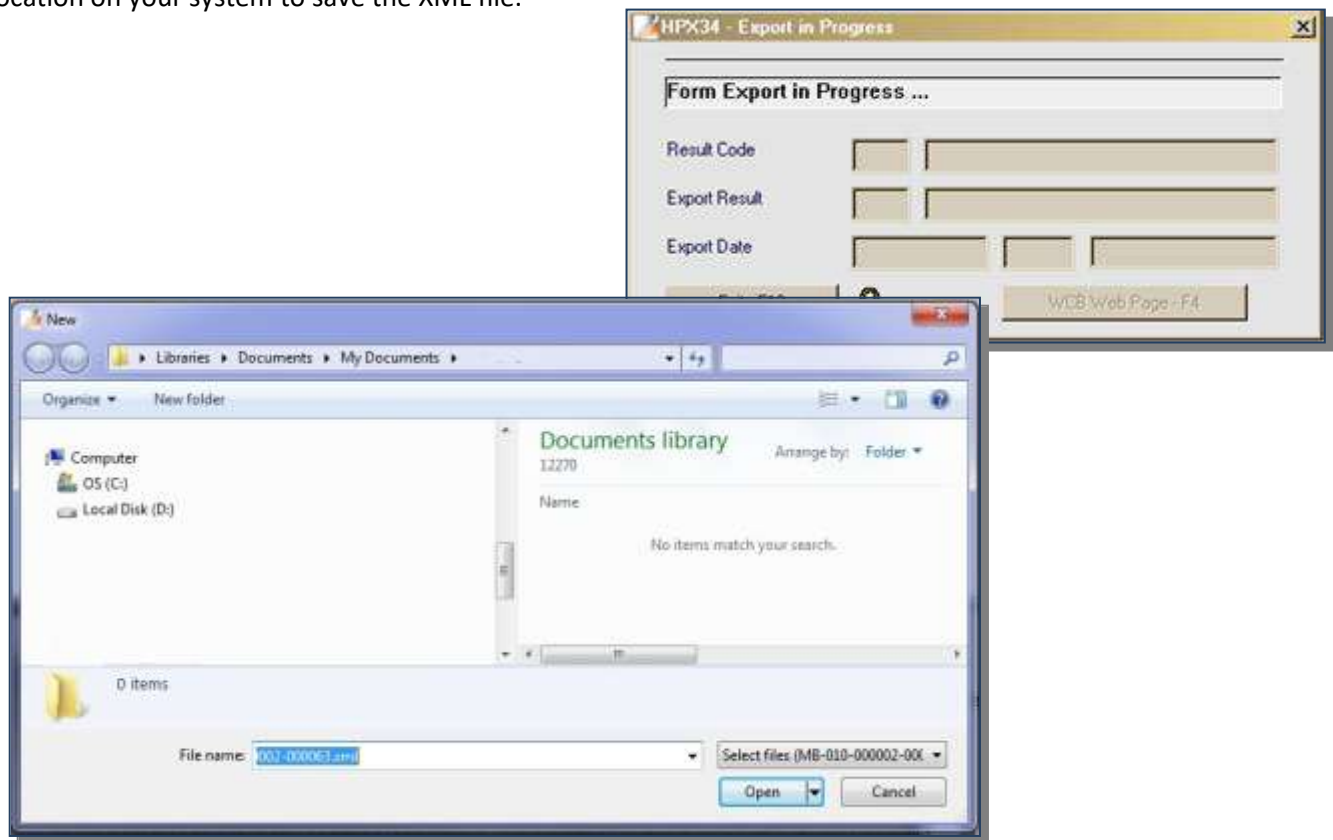 location on your system to save the XML file.
HPX34 - Export in Progress
Form Export in Progress ...
Result Code
Export Result
Export Date
WCB Web Page - F4
New
Libraries ▸ Documents ▸ My Documents ▸
Organize New folder
Computer
OS (C:)
Local Disk (D:)
Documents library
12270
Arrange by: Folder
Name
No items match your search.
0 items
File name: 002-000063.xml
Select files (MB-010-000002-00(
Open Cancel